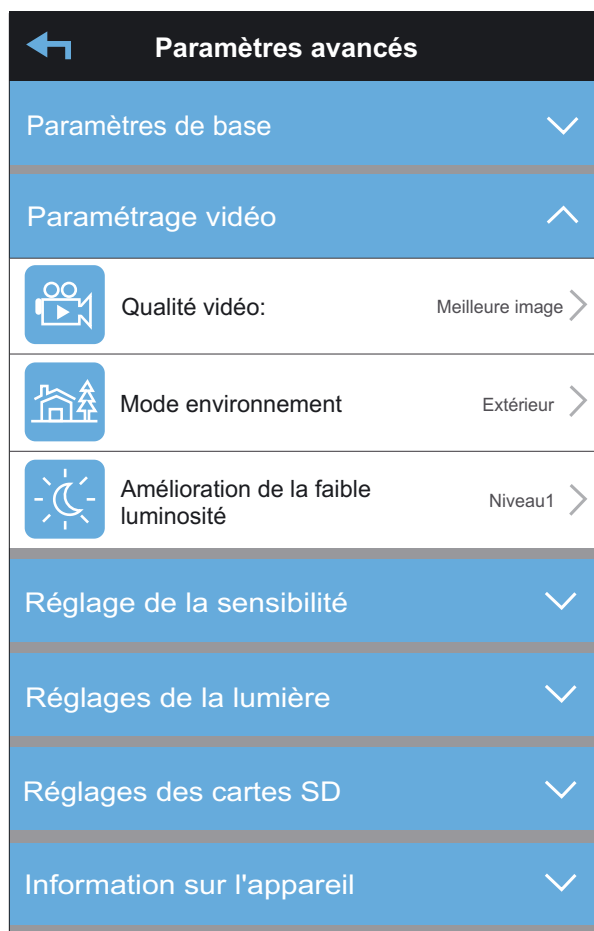 Paramètres avancés
Paramètres de base
Paramétrage vidéo
Qualité vidéo:
Meilleure image
Mode environnement
Extérieur
Amélioration de la faible
luminosité
Niveau1
Réglage de la sensibilité
Réglages de la lumière
Réglages des cartes SD
Information sur l'appareil